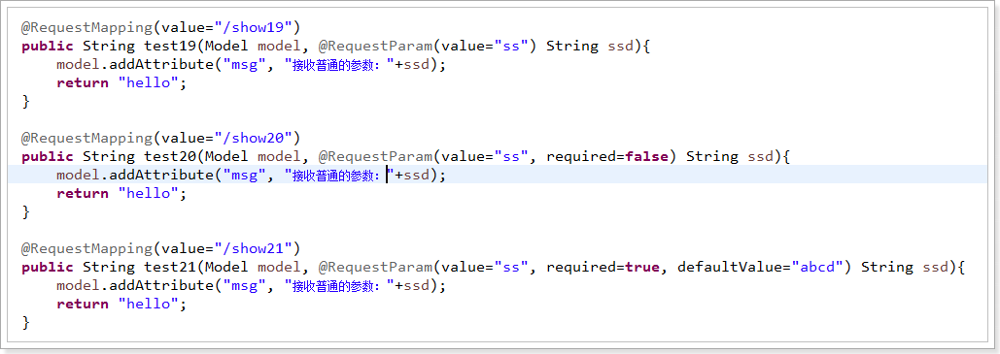 @RequestMapping(value="/show19")
public String test19(Model model, @RequestParam(value="ss") String ssd){
    model.addAttribute("msg", "接收普通的参数："+ssd);
    return "hello";
}

@RequestMapping(value="/show20")
public String test20(Model model, @RequestParam(value="ss", required=false) String ssd){
    model.addAttribute("msg", "接收普通的参数："+ssd);
    return "hello";
}

@RequestMapping(value="/show21")
public String test21(Model model, @RequestParam(value="ss", required=true, defaultValue="abcd") String ssd){
    model.addAttribute("msg", "接收普通的参数："+ssd);
    return "hello";
}